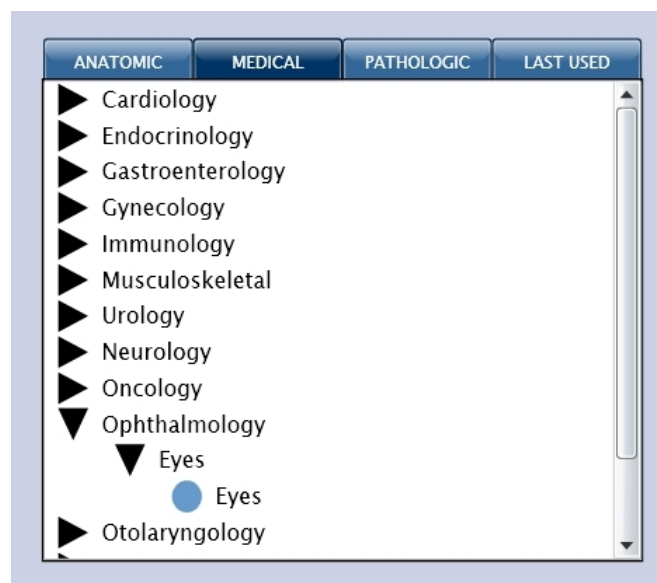 ANATOMIC MEDICAL PATHOLOGIC LAST USED
Cardiology
Endocrinology
Gastroenterology
Gynecology
Immunology
Musculoskeletal
Urology
Neurology
Oncology
Ophthalmology
Eyes
Eyes
Otolaryngology